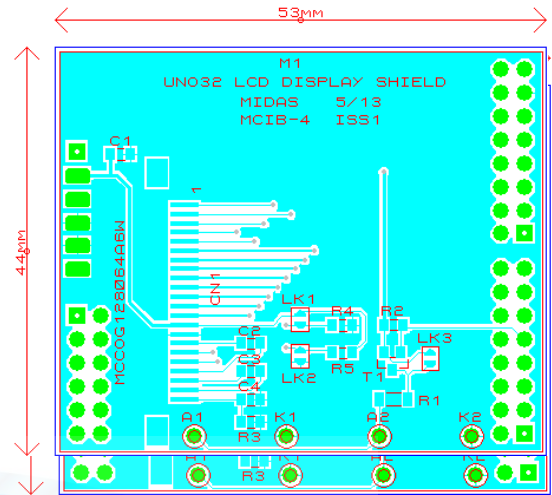 53mm
M1
UNO32 LCD DISPLAY SHIELD
MIDAS 5/13
MCIB-4 ISS1
C1
1
44mm
MCCOG128064A6W
CN1
LK1
R4
R2
C2
LK3
C3
LK2
R5
T1
C4
R1
A1
K1
A2
K2
R3
R3